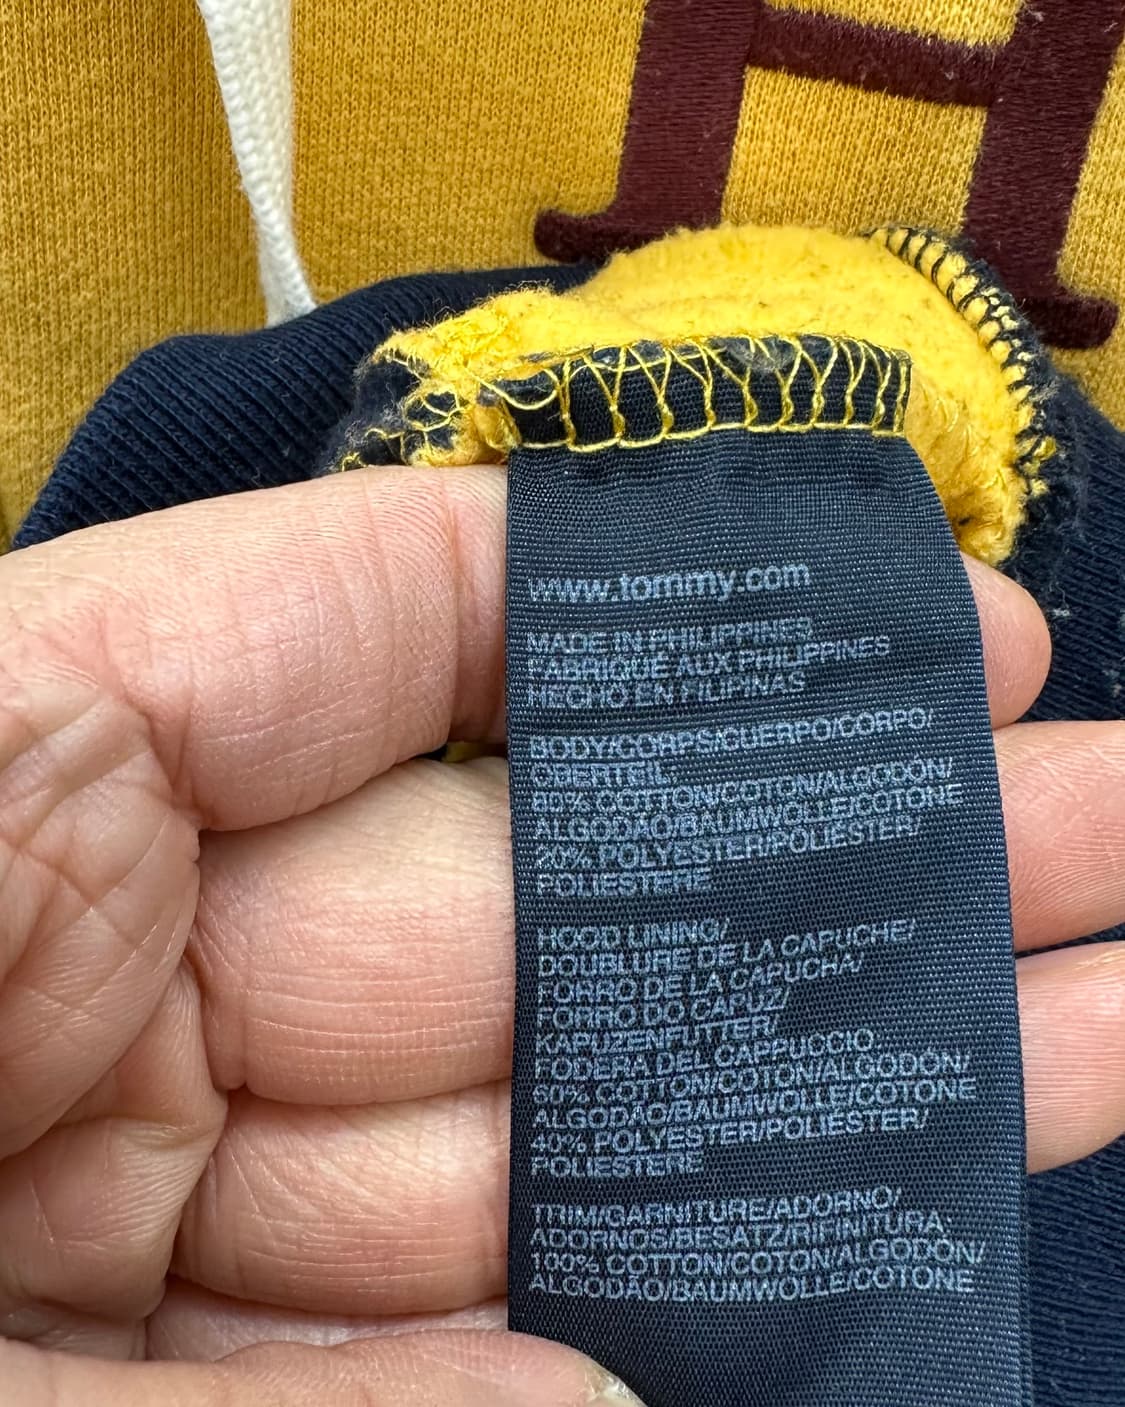 H
www.tommy.com
MADE IN PHILIPPINES
FABRIQUÉ AUX PHILIPPINES
HECHO EN FILIPINAS
BODY/CORPS/CUERPO/CORPO/
OBERTEIL:
80% COTTON/COTON/ALGODÓN/
ALGODÃO/BAUMWOLLE/COTONE
20% POLYESTER/POLIESTER/
POLIESTERE
HOOD LINING/
DOUBLURE DE LA CAPUCHE/
FORRO DE LA CAPUCHA/
FORRO DO CAPUZ/
KAPUZENFUTTER/
FODERA DEL CAPPUCCIO
60% COTTON/COTON/ALGODÓN/
ALGODÃO/BAUMWOLLE/COTONE
40% POLYESTER/POLIESTER/
POLIESTERE
TRIM/GARNITURE/ADORNO/
ADORNOS/BESATZ/RIFINITURA:
100% COTTON/COTON/ALGODÓN/
ALGODÃO/BAUMWOLLE/COTONE